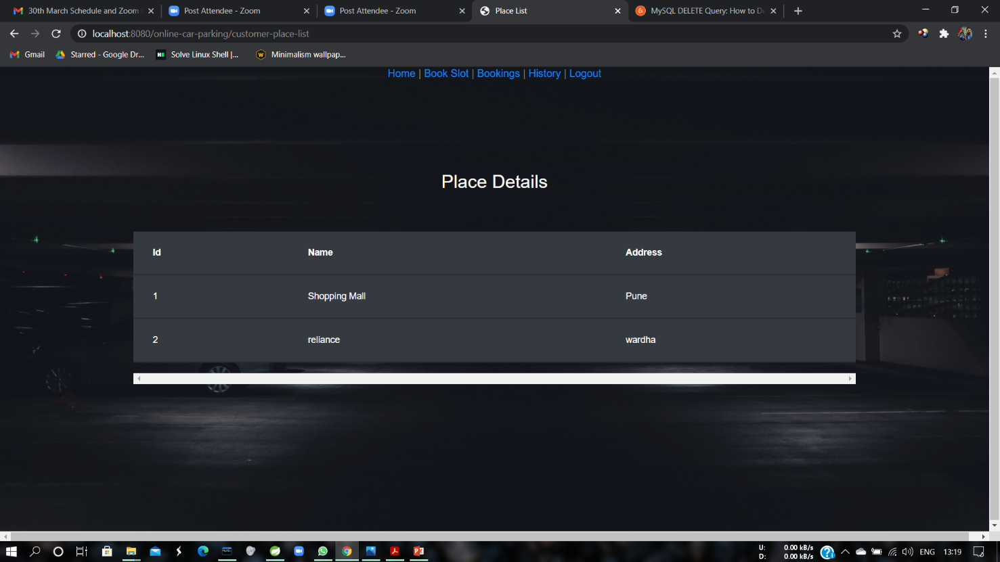 30th March Schedule and Zoom
Post Attendee - Zoom
Post Attendee - Zoom
Place List
MySQL DELETE Query: How to De
localhost:8080/online-car-parking/customer-place-list
Gmail
Starred - Google Dr...
Solve Linux Shell |...
Minimalism wallpap...
Home | Book Slot | Bookings | History | Logout
Place Details
Id Name Address
1 Shopping Mall Pune
2 reliance wardha
U: 0.00 kB/s
D: 0.00 kB/s
ENG
13:19